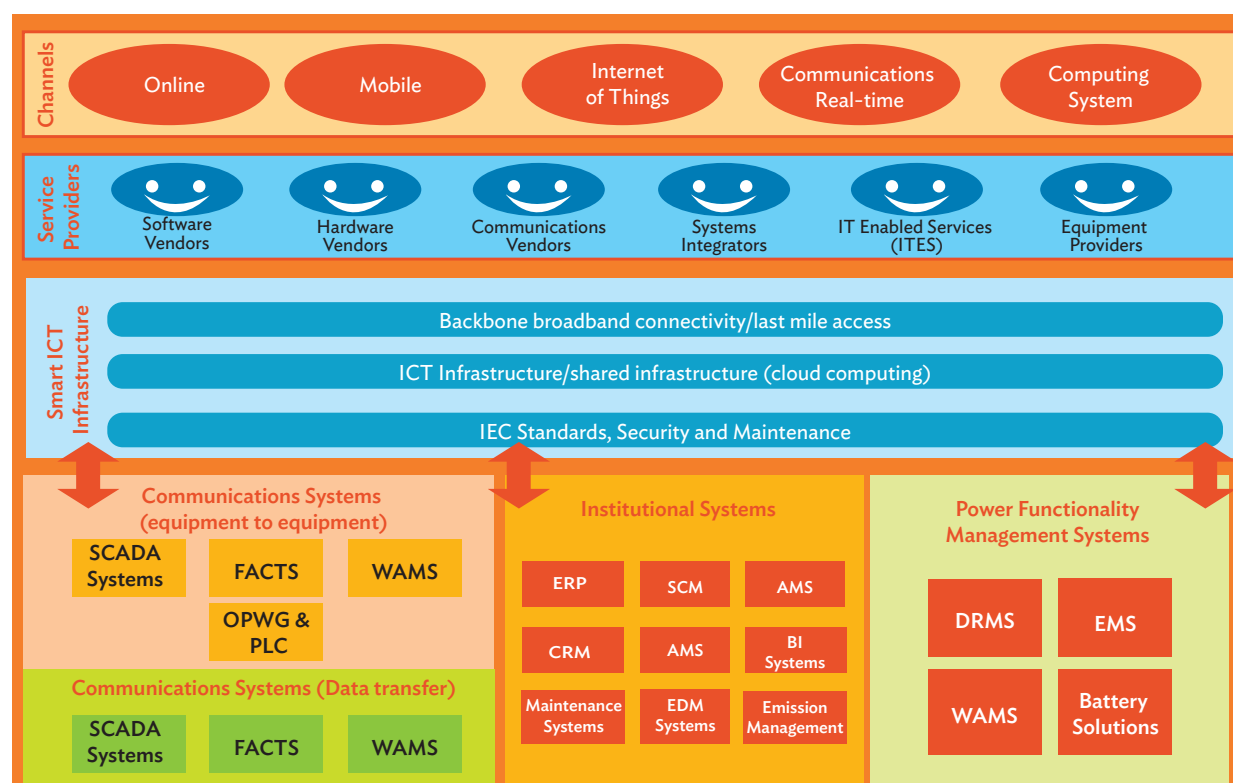 Channels
Online
Mobile
Internet
of Things
Communications
Real-time
Computing
System
Service
Providers
Software
Vendors
Hardware
Vendors
Communications
Vendors
Systems
Integrators
IT Enabled Services
(ITES)
Equipment
Providers
Smart ICT
Infrastructure
Backbone broadband connectivity/last mile access
ICT Infrastructure/shared infrastructure (cloud computing)
IEC Standards, Security and Maintenance
Communications Systems
(equipment to equipment)
SCADA
Systems
FACTS
WAMS
OPWG &
PLC
Communications Systems (Data transfer)
SCADA
Systems
FACTS
WAMS
Institutional Systems
ERP
SCM
AMS
CRM
AMS
BI
Systems
Maintenance
Systems
EDM
Systems
Emission
Management
Power Functionality
Management Systems
DRMS
EMS
WAMS
Battery
Solutions